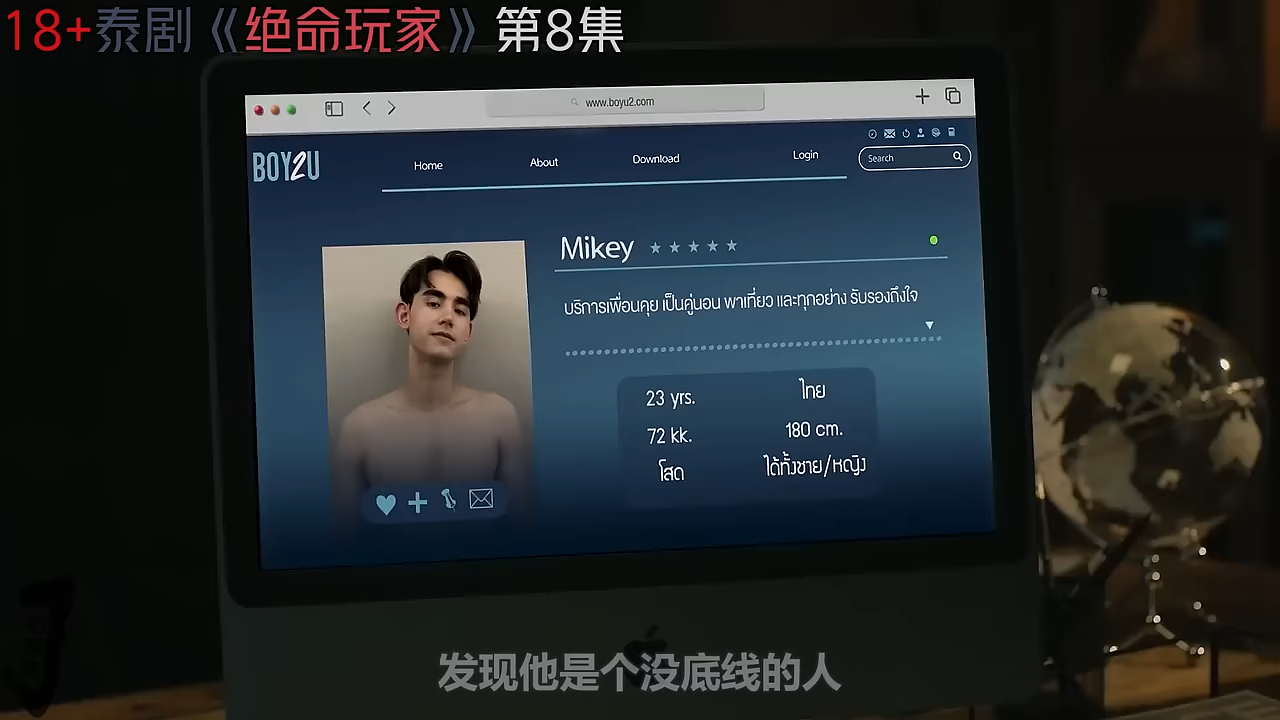 18+泰剧《绝命玩家》第8集
www.boyu2.com
BOY2U
Home About Download Login
Search
Mikey
บริการเพื่อนคุย เป็นคู่นอน พาเที่ยว และทุกอย่าง รับรองถึงใจ
23 yrs. ไทย
72 kk. 180 cm.
โสด ได้ทั้งชาย/หญิง
发现他是个没底线的人